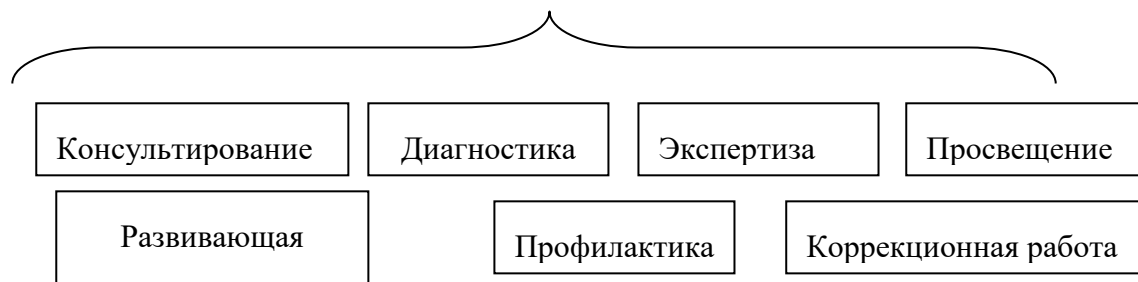 Консультирование
Диагностика
Экспертиза
Просвещение
Развивающая
Профилактика
Коррекционная работа